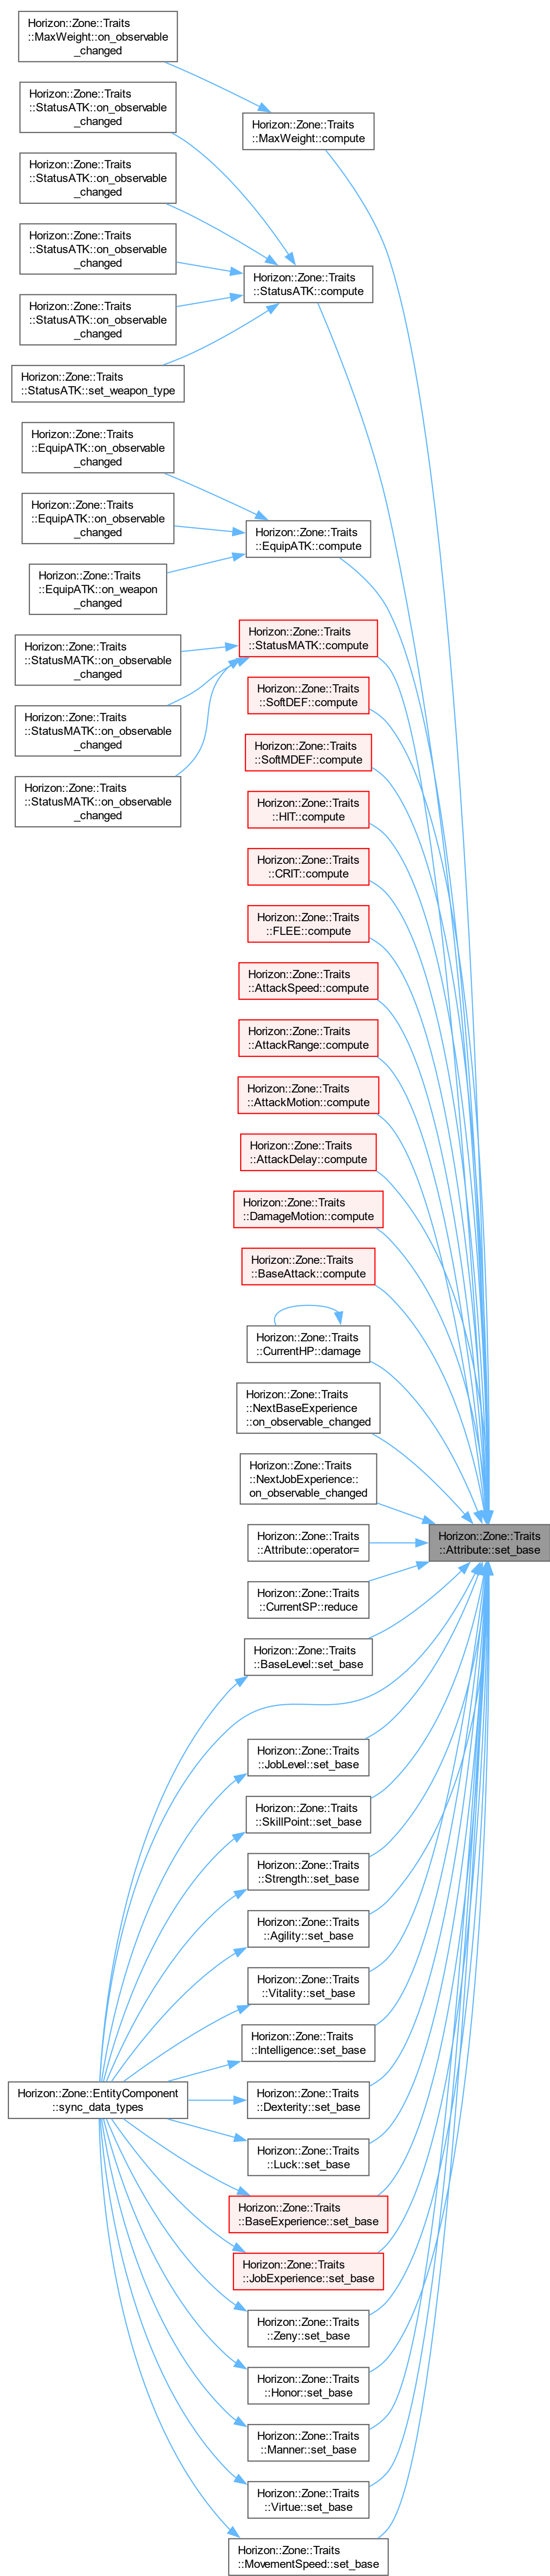 Horizon::Zone::Traits
::MaxWeight::on_observable
_changed
Horizon::Zone::Traits
::StatusATK::on_observable
_changed
Horizon::Zone::Traits
::MaxWeight::compute
Horizon::Zone::Traits
::StatusATK::on_observable
_changed
Horizon::Zone::Traits
::StatusATK::on_observable
_changed
Horizon::Zone::Traits
::StatusATK::compute
Horizon::Zone::Traits
::StatusATK::on_observable
_changed
Horizon::Zone::Traits
::StatusATK::set_weapon_type
Horizon::Zone::Traits
::EquipATK::on_observable
_changed
Horizon::Zone::Traits
::EquipATK::on_observable
_changed
Horizon::Zone::Traits
::EquipATK::compute
Horizon::Zone::Traits
::EquipATK::on_weapon
_changed
Horizon::Zone::Traits
::StatusMATK::compute
Horizon::Zone::Traits
::StatusMATK::on_observable
_changed
Horizon::Zone::Traits
::SoftDEF::compute
Horizon::Zone::Traits
::StatusMATK::on_observable
_changed
Horizon::Zone::Traits
::SoftMDEF::compute
Horizon::Zone::Traits
::StatusMATK::on_observable
_changed
Horizon::Zone::Traits
::HIT::compute
Horizon::Zone::Traits
::CRIT::compute
Horizon::Zone::Traits
::FLEE::compute
Horizon::Zone::Traits
::AttackSpeed::compute
Horizon::Zone::Traits
::AttackRange::compute
Horizon::Zone::Traits
::AttackMotion::compute
Horizon::Zone::Traits
::AttackDelay::compute
Horizon::Zone::Traits
::DamageMotion::compute
Horizon::Zone::Traits
::BaseAttack::compute
Horizon::Zone::Traits
::CurrentHP::damage
Horizon::Zone::Traits
::NextBaseExperience
::on_observable_changed
Horizon::Zone::Traits
::NextJobExperience::
on_observable_changed
Horizon::Zone::Traits
::Attribute::set_base
Horizon::Zone::Traits
::Attribute::operator=
Horizon::Zone::Traits
::CurrentSP::reduce
Horizon::Zone::Traits
::BaseLevel::set_base
Horizon::Zone::Traits
::JobLevel::set_base
Horizon::Zone::Traits
::SkillPoint::set_base
Horizon::Zone::Traits
::Strength::set_base
Horizon::Zone::Traits
::Agility::set_base
Horizon::Zone::Traits
::Vitality::set_base
Horizon::Zone::Traits
::Intelligence::set_base
Horizon::Zone::EntityComponent
::sync_data_types
Horizon::Zone::Traits
::Dexterity::set_base
Horizon::Zone::Traits
::Luck::set_base
Horizon::Zone::Traits
::BaseExperience::set_base
Horizon::Zone::Traits
::JobExperience::set_base
Horizon::Zone::Traits
::Zeny::set_base
Horizon::Zone::Traits
::Honor::set_base
Horizon::Zone::Traits
::Manner::set_base
Horizon::Zone::Traits
::Virtue::set_base
Horizon::Zone::Traits
::MovementSpeed::set_base